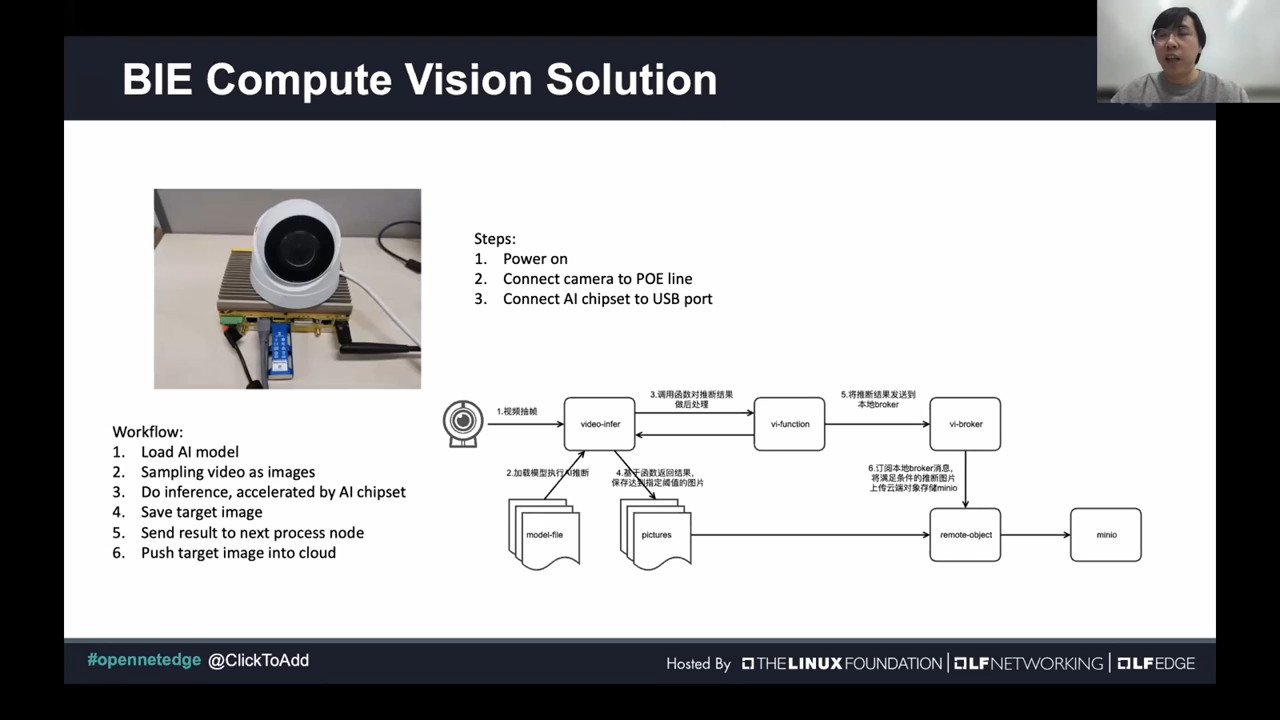 BIE Compute Vision Solution
Steps:
1. Power on
2. Connect camera to POE line
3. Connect AI chipset to USB port
Workflow:
1. Load AI model
2. Sampling video as images
3. Do inference, accelerated by AI chipset
4. Save target image
5. Send result to next process node
6. Push target image into cloud
1.视频抽帧
video-infer
3.调用函数对推断结果
做后处理
vi-function
5.将推断结果发送到
本地broker
vi-broker
2.加载模型执行AI推断
4.基于函数返回结果,
保存达到指定阈值的图片
6.订阅本地broker消息,
将满足条件的推断图片
上传云端对象存储minio
model-file
pictures
remote-object
minio
#opennetedge @ClickToAdd
Hosted By THE LINUX FOUNDATION | LF NETWORKING | LF EDGE